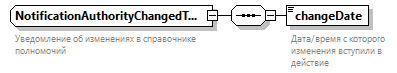 NotificationAuthorityChangedT...
changeDate
Уведомление об изменениях в справочнике
полномочий
Дата/время с которого
изменения вступили в
действие